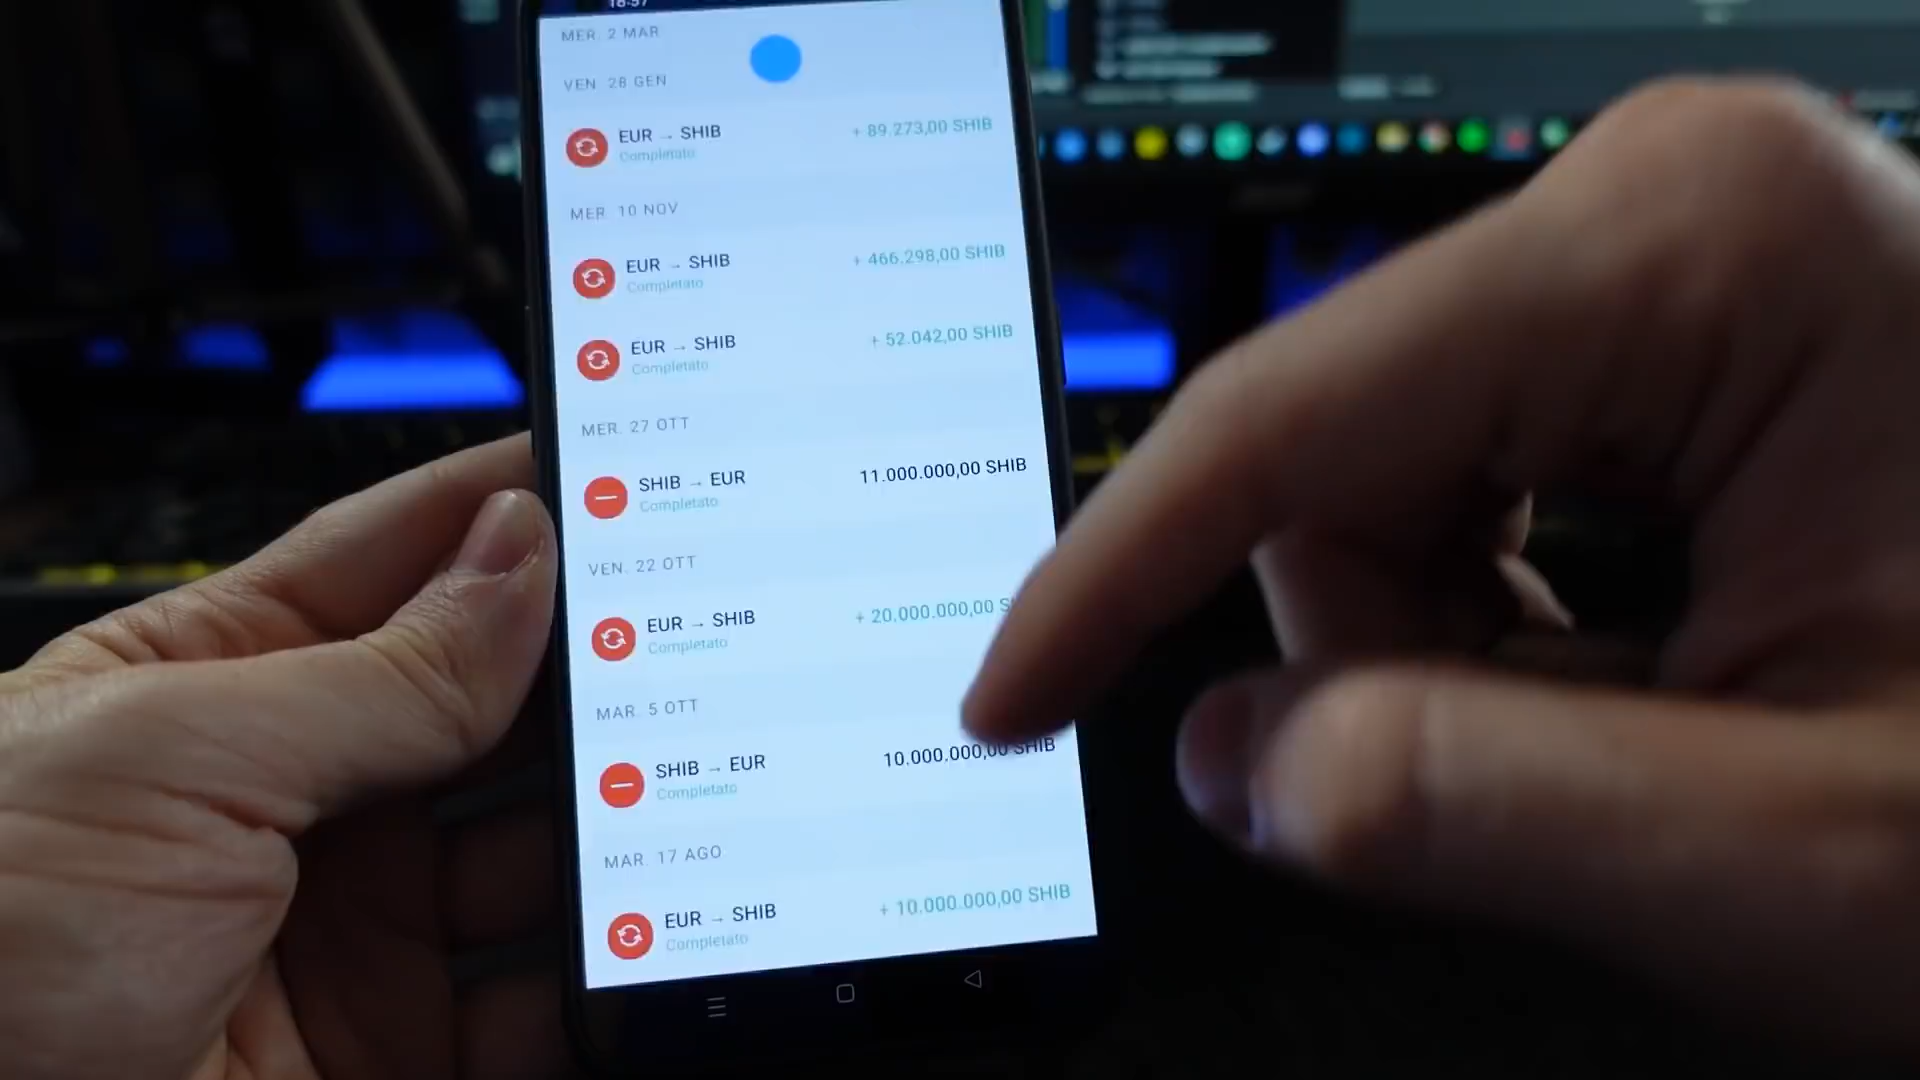 MER. 2 MAR
VEN. 28 GEN
EUR → SHIB
+ 89.273,00 SHIB
Completato
MER. 10 NOV
EUR → SHIB
+ 466.298,00 SHIB
Completato
EUR → SHIB
+ 52.042,00 SHIB
Completato
MER. 27 OTT
SHIB → EUR
11.000.000,00 SHIB
Completato
VEN. 22 OTT
EUR → SHIB
+ 20.000.000,00
Completato
MAR. 5 OTT
SHIB → EUR
10.000.000,00 SHIB
Completato
MAR. 17 AGO
EUR → SHIB
+ 10.000.000,00 SHIB
Completato